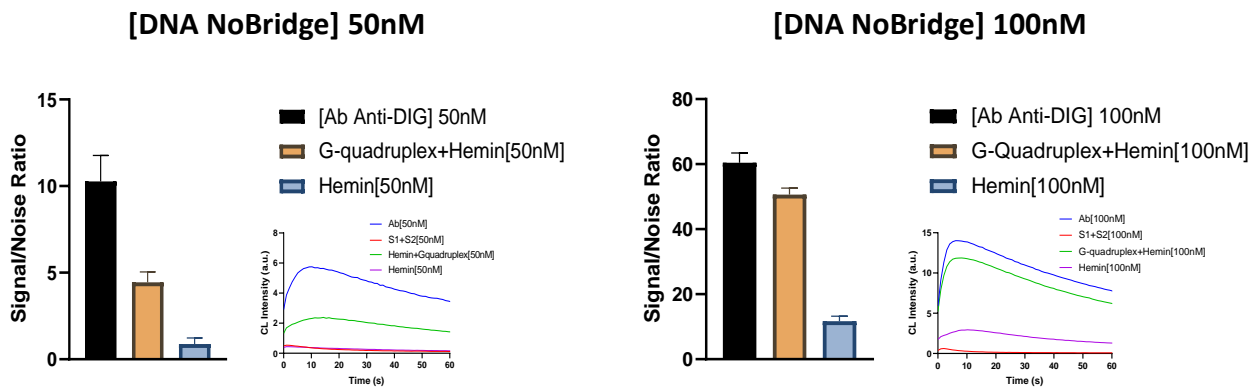 [DNA NoBridge] 50nM
[DNA NoBridge] 100nM
Signal/Noise Ratio
15
10
5
0
[Ab Anti-DIG] 50nM
G-quadruplex+Hemin[50nM]
Hemin[50nM]
CL Intensity (a.u.)
8
6
4
2
0
Ab[50nM]
S1+S2[50nM]
Hemin+Gquadruplex[50nM]
Hemin[50nM]
0 10 20 30 40 50 60
Time (s)
Signal/Noise Ratio
80
60
40
20
0
[Ab Anti-DIG] 100nM
G-Quadruplex+Hemin[100nM]
Hemin[100nM]
CL Intensity (a.u.)
15
10
5
0
Ab[100nM]
S1+S2[100nM]
G-quadruplex+Hemin[100nM]
Hemin[100nM]
0 10 20 30 40 50 60
Time (s)